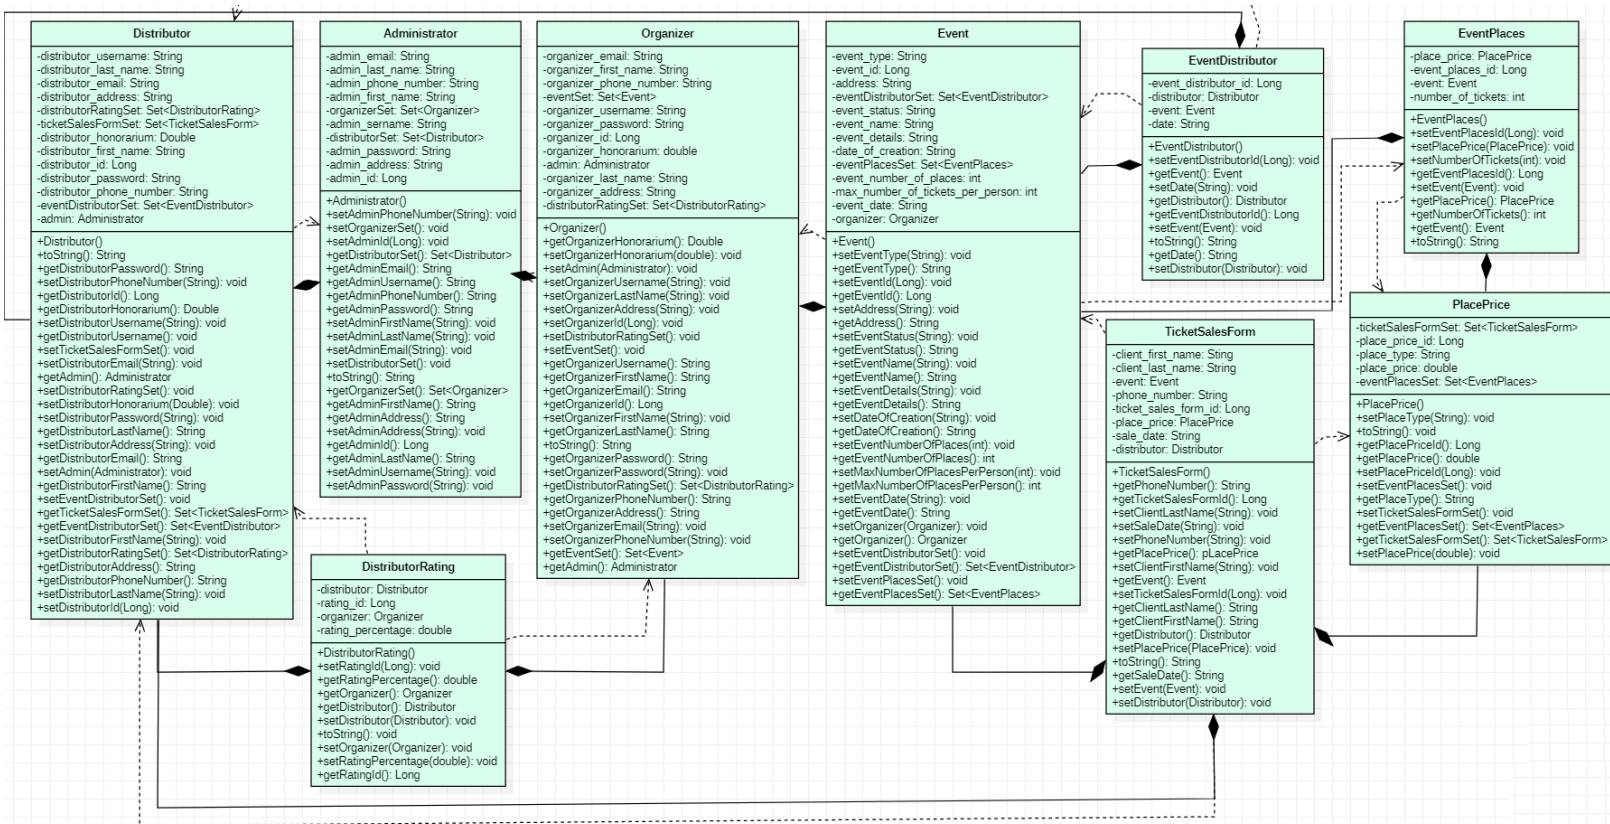 Distributor
-distributor_username: String
-distributor_last_name: String
-distributor_email: String
-distributor_address: String
-distributorRatingSet: Set<DistributorRating>
-ticketSalesFormSet: Set<TicketSalesForm>
-distributor_honorarium: Double
-distributor_first_name: String
-distributor_id: Long
-distributor_password: String
-distributor_phone_number: String
-eventDistributorSet: Set<EventDistributor>
-admin: Administrator
+Distributor()
+toString(): String
+getDistributorPassword(): String
+setDistributorPhoneNumber(String): void
+getDistributorId(): Long
+getDistributorHonorarium(): Double
+setDistributorUsername(String): void
+getDistributorUsername(): void
+setTicketSalesFormSet(): void
+setDistributorEmail(String): void
+getAdmin(): Administrator
+setDistributorRatingSet(): void
+setDistributorHonorarium(Double): void
+setDistributorPassword(String): void
+getDistributorLastName(): String
+setDistributorAddress(String): void
+getDistributorEmail(): String
+setAdmin(Administrator): void
+getDistributorFirstName(): String
+setEventDistributorSet(): void
+getTicketSalesFormSet(): Set<TicketSalesForm>
+getEventDistributorSet(): Set<EventDistributor>
+setDistributorFirstName(String): void
+getDistributorRatingSet(): Set<DistributorRating>
+getDistributorAddress(): String
+getDistributorPhoneNumber(): String
+setDistributorLastName(String): void
+setDistributorId(Long): void
Administrator
-admin_email: String
-admin_last_name: String
-admin_phone_number: String
-admin_first_name: String
-organizerSet: Set<Organizer>
-admin_sername: String
-distributorSet: Set<Distributor>
-admin_password: String
-admin_address: String
-admin_id: Long
+Administrator()
+setAdminPhoneNumber(String): void
+setOrganizerSet(): void
+setAdminId(Long): void
+getDistributorSet(): Set<Distributor>
+getAdminEmail(): String
+getAdminUsername(): String
+getAdminPhoneNumber(): String
+getAdminPassword(): String
+setAdminFirstName(String): void
+setAdminLastName(String): void
+setAdminEmail(String): void
+setDistributorSet(): void
+toString(): String
+getOrganizerSet(): Set<Organizer>
+getAdminFirstName(): String
+getAdminAddress(): String
+setAdminAddress(String): void
+getAdminId(): Long
+getAdminLastName(): String
+setAdminUsername(String): void
+setAdminPassword(String): void
Organizer
-organizer_email: String
-organizer_first_name: String
-organizer_phone_number: String
-eventSet: Set<Event>
-organizer_username: String
-organizer_password: String
-organizer_id: Long
-organizer_honorarium: double
-admin: Administrator
-organizer_last_name: String
-organizer_address: String
-distributorRatingSet: Set<DistributorRating>
+Organizer()
+getOrganizerHonorarium(): Double
+setOrganizerHonorarium(double): void
+setAdmin(Administrator): void
+setOrganizerUsername(String): void
+setOrganizerLastName(String): void
+setOrganizerAddress(String): void
+setOrganizerId(Long): void
+setDistributorRatingSet(): void
+setEventSet(): void
+getOrganizerUsername(): String
+getOrganizerFirstName(): String
+getOrganizerEmail(): String
+getOrganizerId(): Long
+setOrganizerFirstName(String): void
+getOrganizerLastName(): String
+toString(): String
+getOrganizerPassword(): String
+setOrganizerPassword(String): void
+getDistributorRatingSet(): Set<DistributorRating>
+getOrganizerPhoneNumber(): String
+getOrganizerAddress(): String
+setOrganizerEmail(String): void
+setOrganizerPhoneNumber(String): void
+getEventSet(): Set<Event>
+getAdmin(): Administrator
Event
-event_type: String
-event_id: Long
-address: String
-eventDistributorSet: Set<EventDistributor>
-event_status: String
-event_name: String
-event_details: String
-date_of_creation: String
-eventPlacesSet: Set<EventPlaces>
-event_number_of_places: int
-max_number_of_tickets_per_person: int
-event_date: String
-organizer: Organizer
+Event()
+setEventType(String): void
+getEventType(): String
+setEventId(Long): void
+getEventId(): Long
+setAddress(String): void
+getAddress(): String
+setEventStatus(String): void
+getEventStatus(): String
+setEventName(String): void
+getEventName(): String
+setEventDetails(String): void
+getEventDetails(): String
+setDateOfCreation(String): void
+getDateOfCreation(): String
+setEventNumberOfPlaces(int): void
+getEventNumberOfPlaces(): int
+setMaxNumberOfPlacesPerPerson(int): void
+getMaxNumberOfPlacesPerPerson(): int
+setEventDate(String): void
+getEventDate(): String
+setOrganizer(Organizer): void
+getOrganizer(): Organizer
+setEventDistributorSet(): void
+getEventDistributorSet(): Set<EventDistributor>
+setEventPlacesSet(): void
+getEventPlacesSet(): Set<EventPlaces>
EventDistributor
-event_distributor_id: Long
-distributor: Distributor
-event: Event
-date: String
+EventDistributor()
+setEventDistributorId(Long): void
+getEvent(): Event
+setDate(String): void
+getDistributor(): Distributor
+getEventDistributorId(): Long
+setEvent(Event): void
+toString(): String
+getDate(): String
+setDistributor(Distributor): void
EventPlaces
-place_price: PlacePrice
-event_places_id: Long
-event: Event
-number_of_tickets: int
+EventPlaces()
+setEventPlacesId(Long): void
+setPlacePrice(PlacePrice): void
+setNumberOfTickets(int): void
+getEventPlacesId(): Long
+setEvent(Event): void
+getPlacePrice(): PlacePrice
+getNumberOfTickets(): int
+getEvent(): Event
+toString(): String
PlacePrice
-ticketSalesFormSet: Set<TicketSalesForm>
-place_price_id: Long
-place_type: String
-place_price: double
-eventPlacesSet: Set<EventPlaces>
+PlacePrice()
+setPlaceType(String): void
+toString(): void
+getPlacePriceId(): Long
+getPlacePrice(): double
+setPlacePriceId(Long): void
+setEventPlacesSet(): void
+getPlaceType(): String
+setTicketSalesFormSet(): void
+getEventPlacesSet(): Set<EventPlaces>
+getTicketSalesFormSet(): Set<TicketSalesForm>
+setPlacePrice(double): void
TicketSalesForm
-client_first_name: String
-client_last_name: String
-event: Event
-phone_number: String
-ticket_sales_form_id: Long
-place_price: PlacePrice
-sale_date: String
-distributor: Distributor
+TicketSalesForm()
+getPhoneNumber(): String
+getTicketSalesFormId(): Long
+setClientLastName(String): void
+setSaleDate(String): void
+setPhoneNumber(String): void
+getPlacePrice(): pLacePrice
+setClientFirstName(String): void
+getEvent(): Event
+setTicketSalesFormId(Long): void
+getClientLastName(): String
+getClientFirstName(): String
+getDistributor(): Distributor
+setPlacePrice(PlacePrice): void
+toString(): String
+getSaleDate(): String
+setEvent(Event): void
+setDistributor(Distributor): void
DistributorRating
-distributor: Distributor
-rating_id: Long
-organizer: Organizer
-rating_percentage: double
+DistributorRating()
+setRatingId(Long): void
+getRatingPercentage(): double
+getOrganizer(): Organizer
+getDistributor(): Distributor
+setDistributor(Distributor): void
+toString(): void
+setOrganizer(Organizer): void
+setRatingPercentage(double): void
+getRatingId(): Long